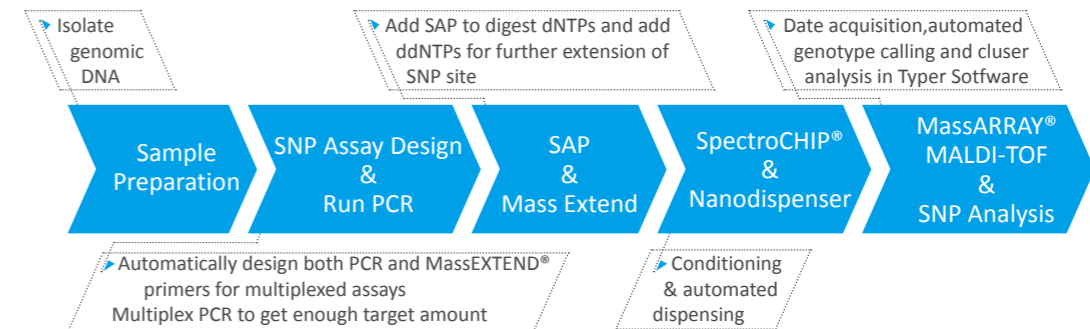 Isolate
genomic
DNA
Add SAP to digest dNTPs and add
ddNTPs for further extension of
SNP site
Date acquisition,automated
genotype calling and cluser
analysis in Typer Sotfware
Sample
Preparation
SNP Assay Design
&
Run PCR
SAP
&
Mass Extend
SpectroCHIP®
&
Nanodispenser
MassARRAY®
MALDI-TOF
&
SNP Analysis
Automatically design both PCR and MassEXTEND®
primers for multiplexed assays
Multiplex PCR to get enough target amount
Conditioning
& automated
dispensing